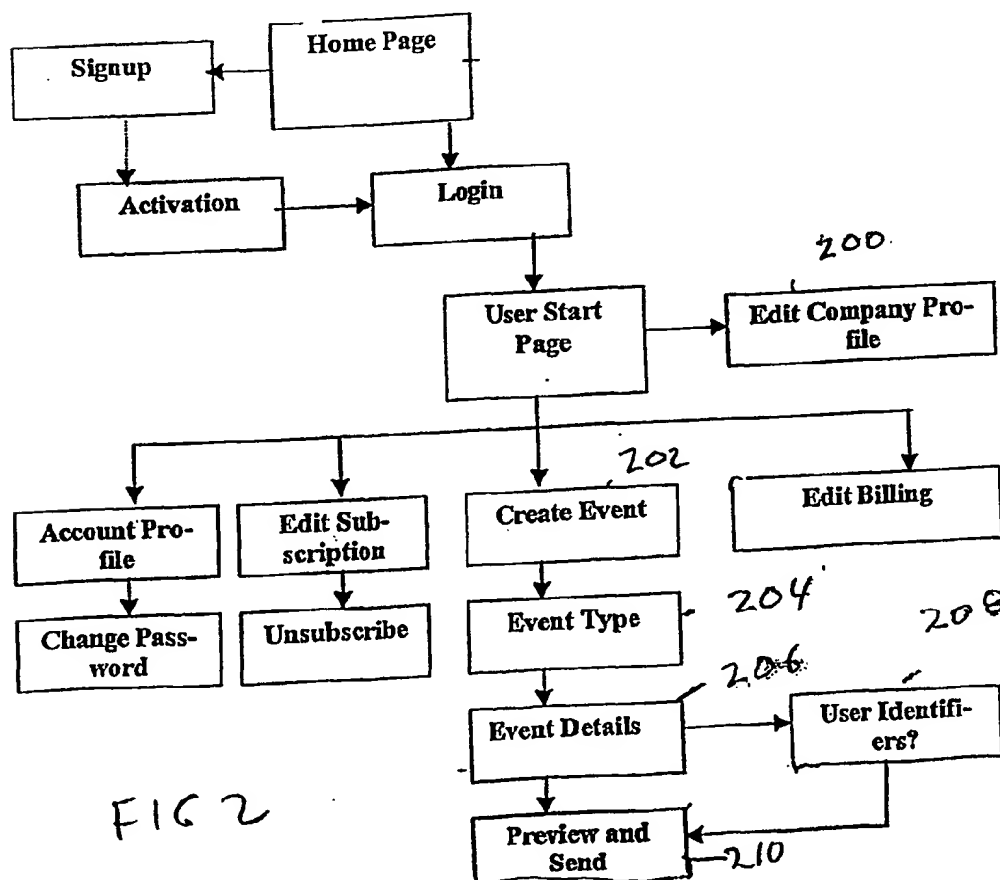 Home Page
Signup
Activation
Login
200
User Start
Page
Edit Company Pro-
file
202
Account Pro-
file
Edit Sub-
scription
Create Event
Edit Billing
Change Pass-
word
Unsubscribe
Event Type
204
208
206
Event Details
User Identifi-
ers?
FIG 2
Preview and
Send
210